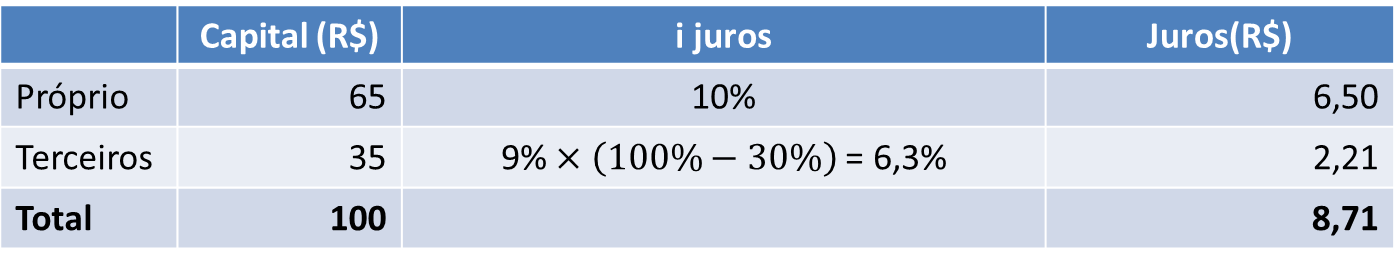 Capital (R$) i juros Juros(R$)
Próprio 65 10% 6,50
Terceiros 35 9% × (100% − 30%) = 6,3% 2,21
Total 100 8,71